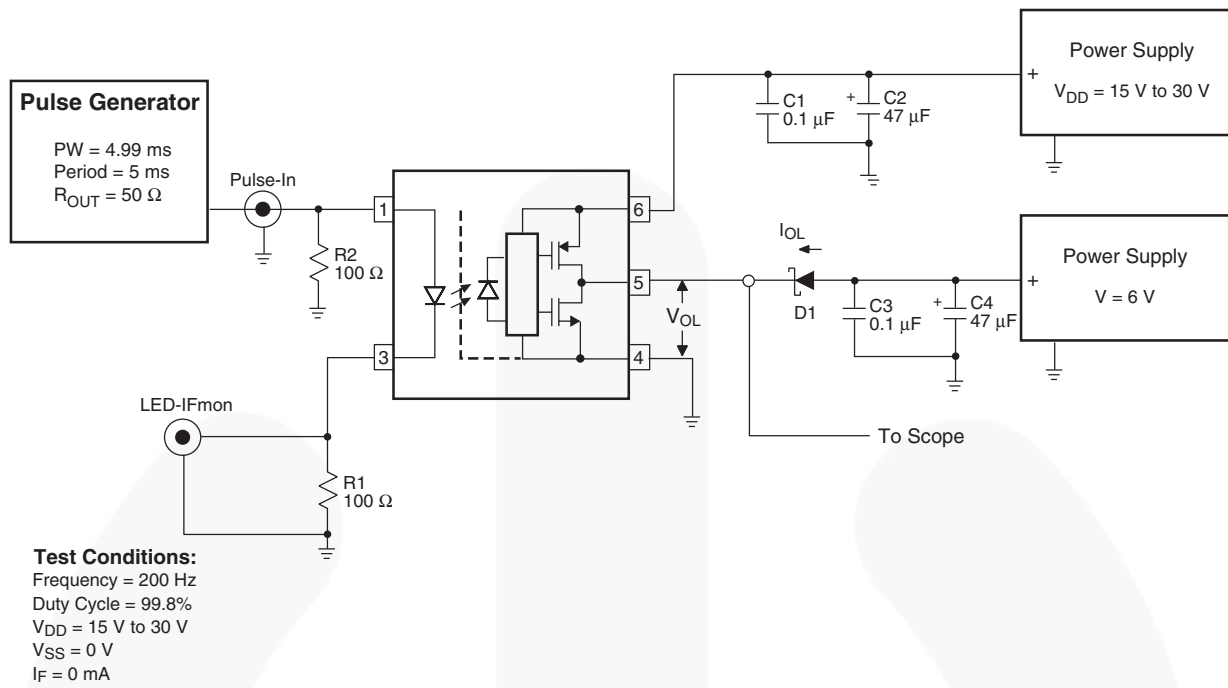 Pulse Generator
PW = 4.99 ms
Period = 5 ms
R_OUT = 50 Ω
Pulse-In
R2
100 Ω
LED-IFmon
R1
100 Ω
1
3
6
5
4
V_OL
C1
0.1 μF
+
C2
47 μF
+
Power Supply
V_DD = 15 V to 30 V
I_OL
D1
C3
0.1 μF
+
C4
47 μF
+
Power Supply
V = 6 V
To Scope
Test Conditions:
Frequency = 200 Hz
Duty Cycle = 99.8%
V_DD = 15 V to 30 V
V_SS = 0 V
I_F = 0 mA